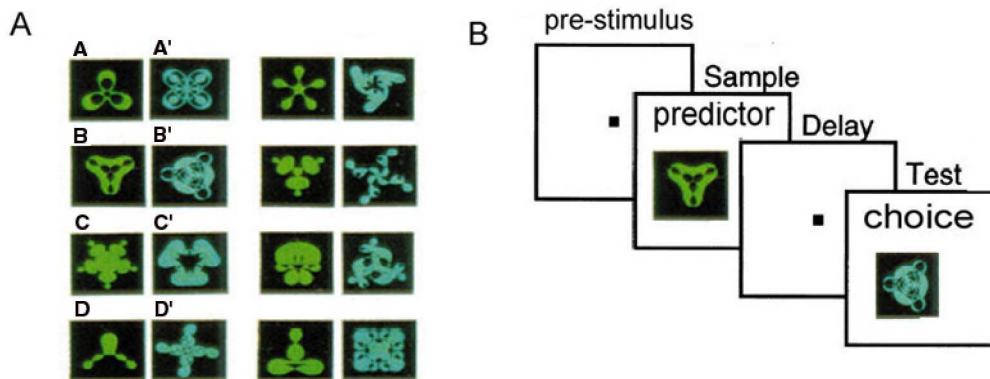 A
A A'
B B'
C C'
D D'
B
pre-stimulus
Sample
predictor
Delay
Test
choice